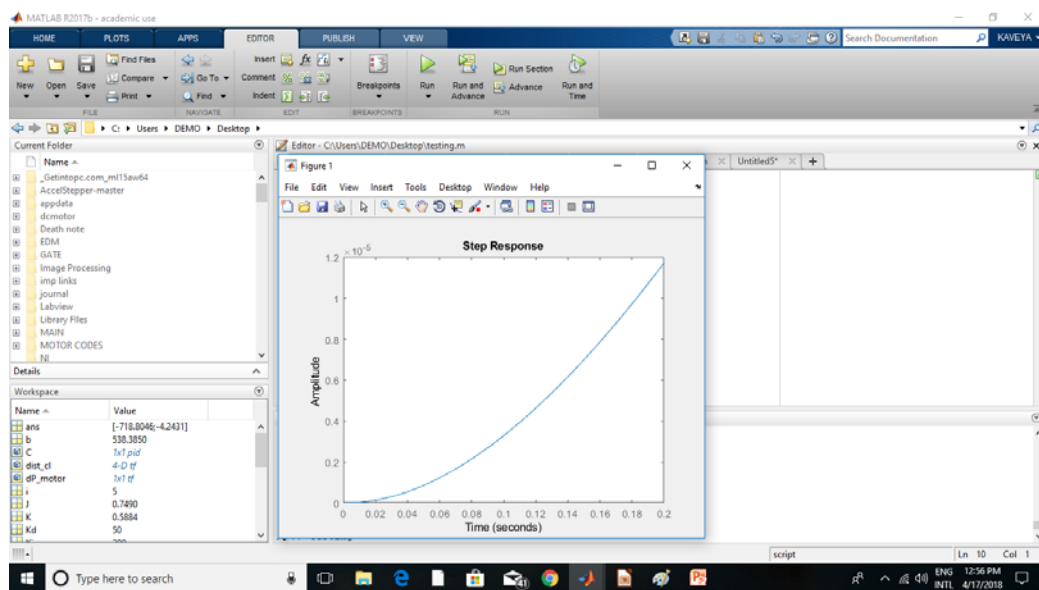 MATLAB R2017b - academic use
HOME PLOTS APPS EDITOR PUBLISH VIEW Search Documentation KAVEYA
New Open Save Find Files Compare Print Go To Find Insert fx Comment Indent Breakpoints Run Run and Advance Run Section Advance Run and Time
FILE NAVIGATE EDIT BREAKPOINTS RUN
C: Users DEMO Desktop
Current Folder
Name
_Getintopc.com_ml15aw64
AccelStepper-master
appdata
dcmotor
Death note
EDM
GATE
Image Processing
imp links
journal
Labview
Library Files
MAIN
MOTOR CODES
NI
Details
Workspace
Name Value
ans [-718.8046;-4.2431]
b 538.3850
C 1x1 pid
dist_cl 4-D tf
dP_motor 1x1 tf
i 5
J 0.7490
K 0.5884
Kd 50
Editor - C:\Users\DEMO\Desktop\testing.m
Untitled5*
Figure 1
File Edit View Insert Tools Desktop Window Help
Step Response
×10-5
1.2
1
0.8
0.6
0.4
0.2
0
Amplitude
0 0.02 0.04 0.06 0.08 0.1 0.12 0.14 0.16 0.18 0.2
Time (seconds)
script Ln 10 Col 1
Type here to search
ENG 12:56 PM
INTL 4/17/2018